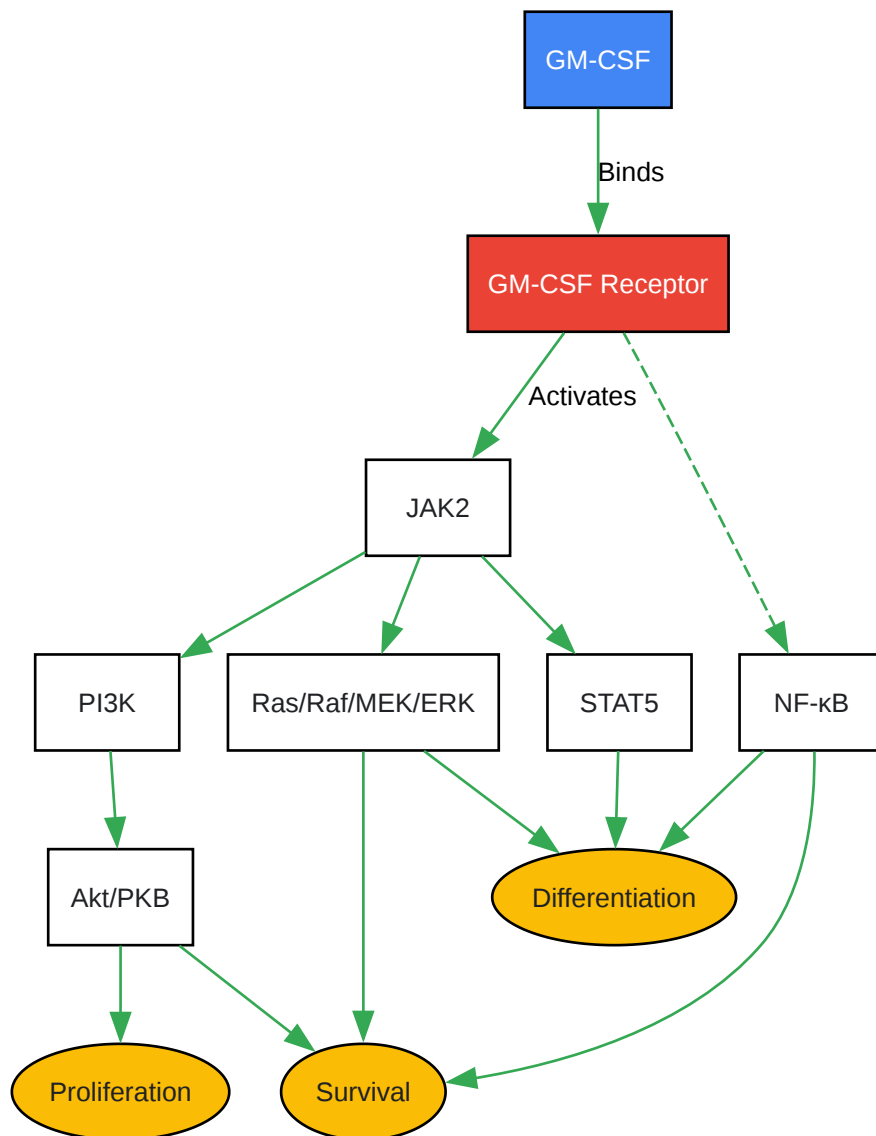 GM-CSF
Binds
GM-CSF Receptor
Activates
JAK2
PI3K
Ras/Raf/MEK/ERK
STAT5
NF-κB
Akt/PKB
Differentiation
Proliferation
Survival